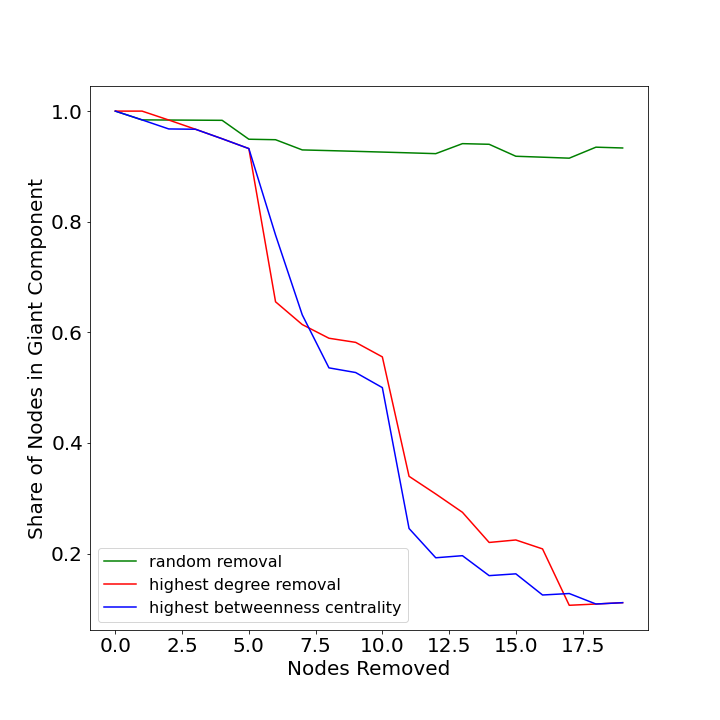 Share of Nodes in Giant Component
1.0
0.8
0.6
0.4
0.2
random removal
highest degree removal
highest betweenness centrality
0.0 2.5 5.0 7.5 10.0 12.5 15.0 17.5
Nodes Removed